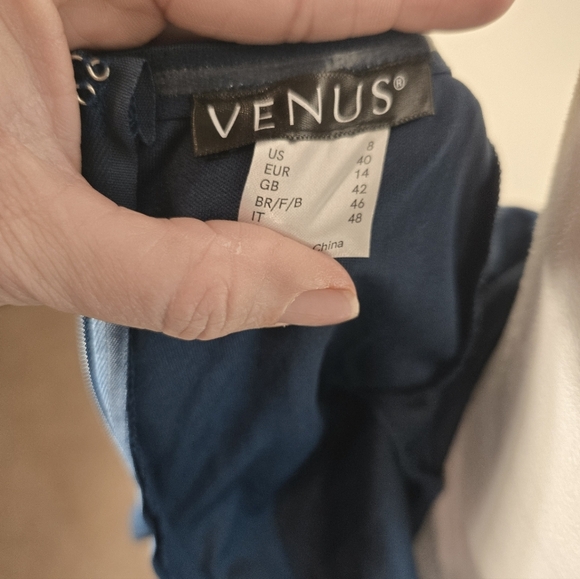 VENUS®
US 8
EUR 40
GB 14
BR/F/B 42
IT 46
48
China